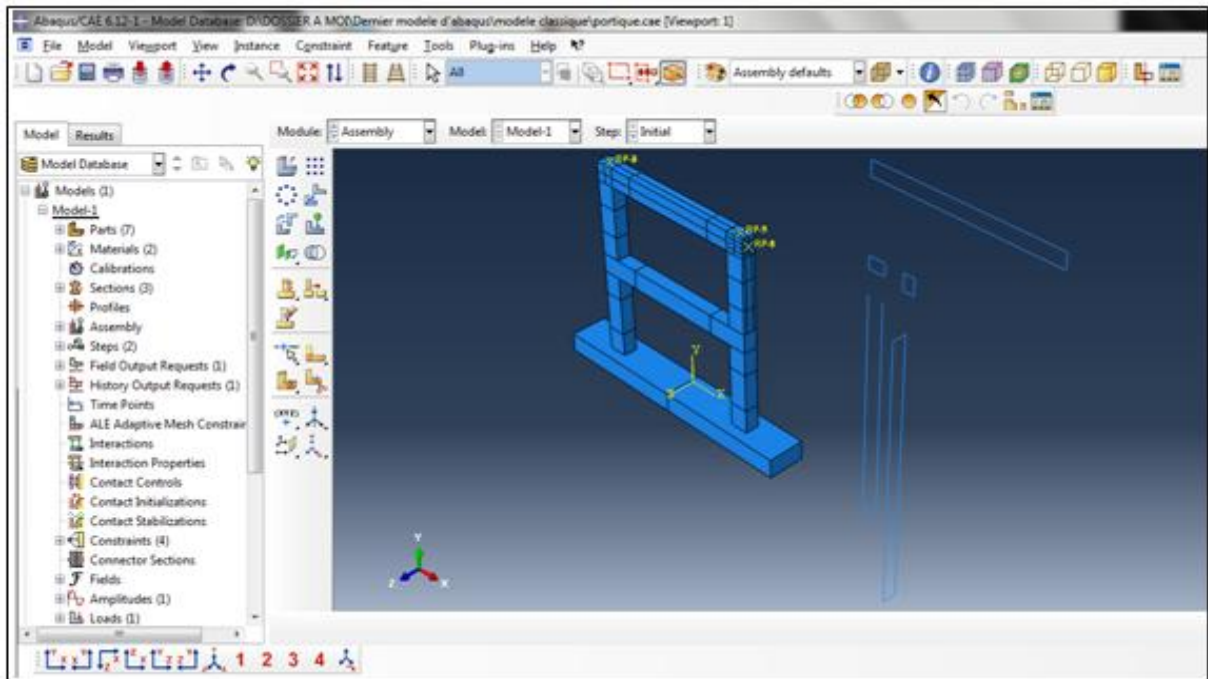 Abaqus/CAE 6.12-1 - Model Database: D:\DOSSIER A MOI\Dernier modele d'abaqus\modele classique\portique.cae [Viewport: 1]
File Model Viewport View Instance Constraint Feature Tools Plug-ins Help
All Assembly defaults
Model Results Module: Assembly Model: Model-1 Step: Initial
Model Database
Models (1)
Model-1
Parts (7)
Materials (2)
Calibrations
Sections (3)
Profiles
Assembly
Steps (2)
Field Output Requests (1)
History Output Requests (1)
Time Points
ALE Adaptive Mesh Constrain
Interactions
Interaction Properties
Contact Controls
Contact Initializations
Contact Stabilizations
Constraints (4)
Connector Sections
Fields
Amplitudes (1)
Loads (1)
Y
X
Y
Z
X
1 2 3 4